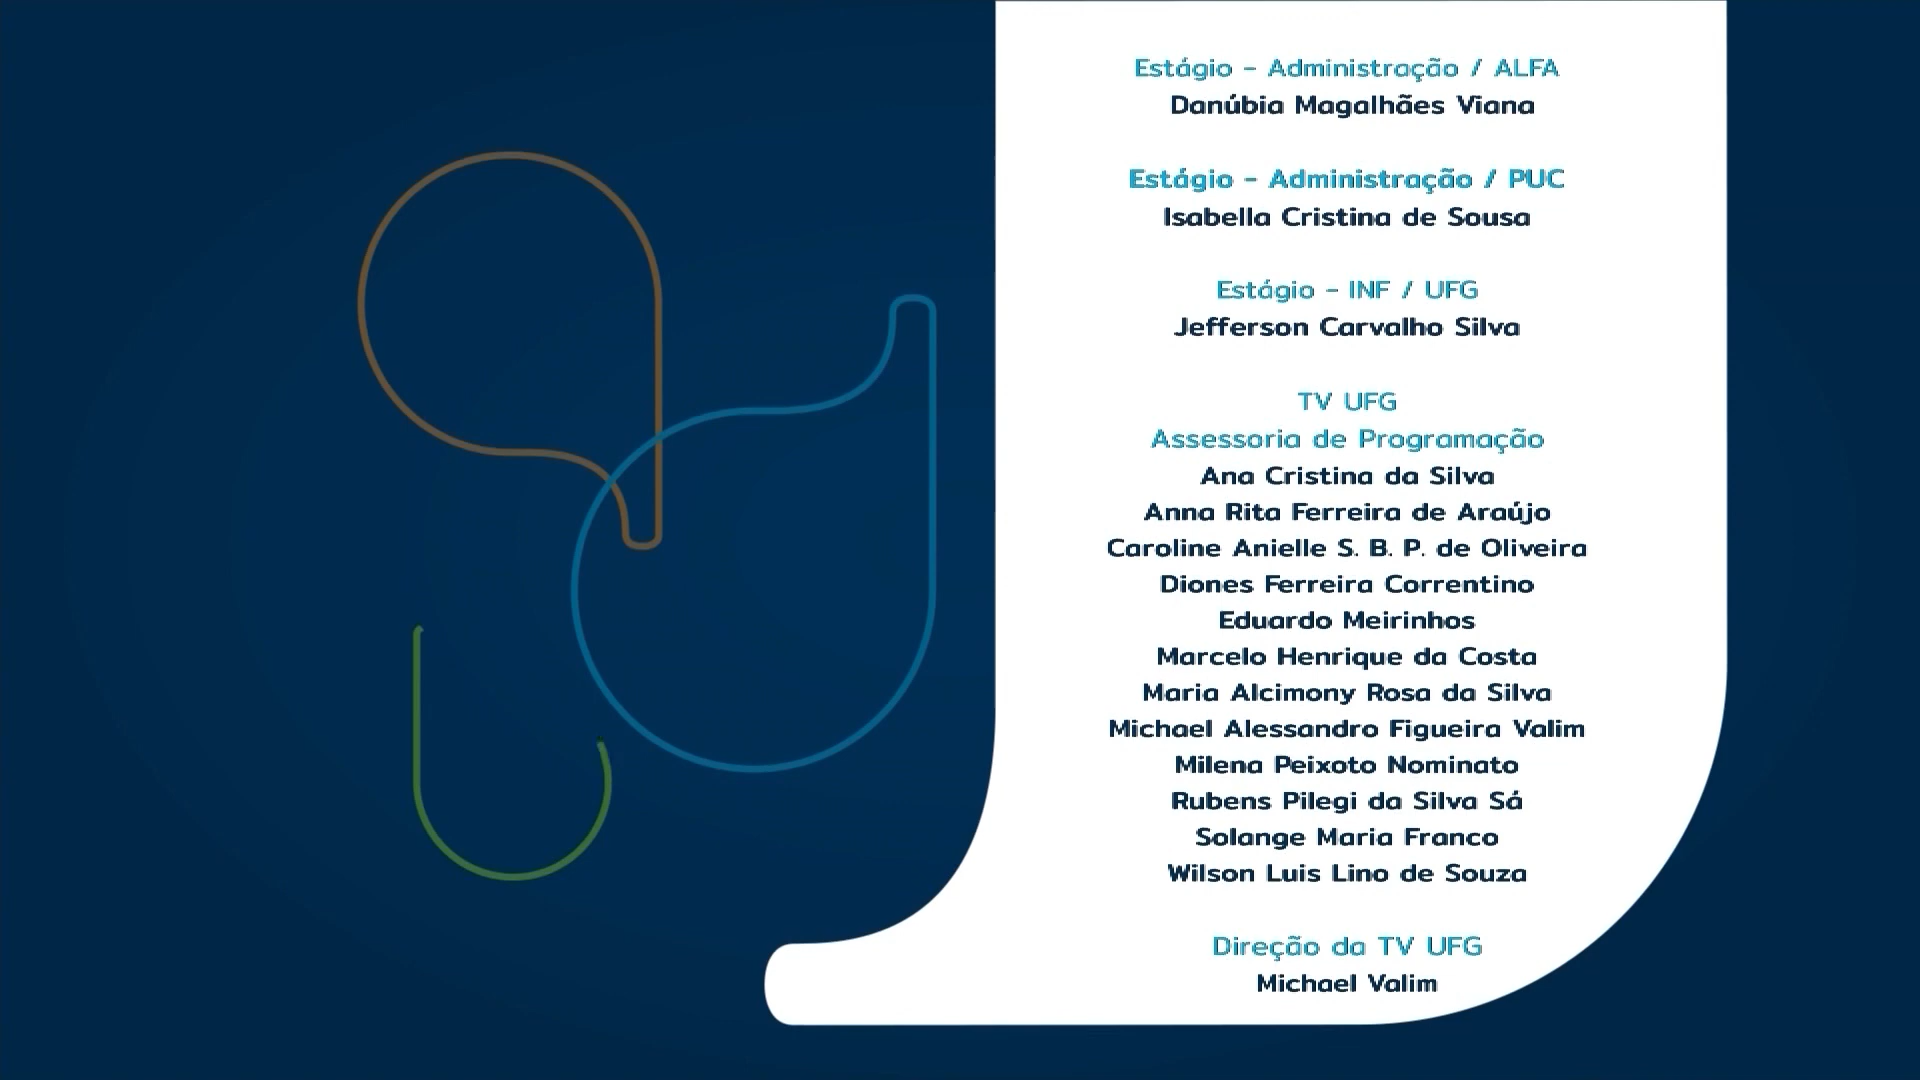 Estágio - Administração / ALFA
Danúbia Magalhães Viana
Estágio - Administração / PUC
Isabella Cristina de Sousa
Estágio - INF / UFG
Jefferson Carvalho Silva
TV UFG
Assessoria de Programação
Ana Cristina da Silva
Anna Rita Ferreira de Araújo
Caroline Anielle S. B. P. de Oliveira
Diones Ferreira Correntino
Eduardo Meirinhos
Marcelo Henrique da Costa
Maria Alcimony Rosa da Silva
Michael Alessandro Figueira Valim
Milena Peixoto Nominato
Rubens Pilegi da Silva Sá
Solange Maria Franco
Wilson Luis Lino de Souza
Direção da TV UFG
Michael Valim